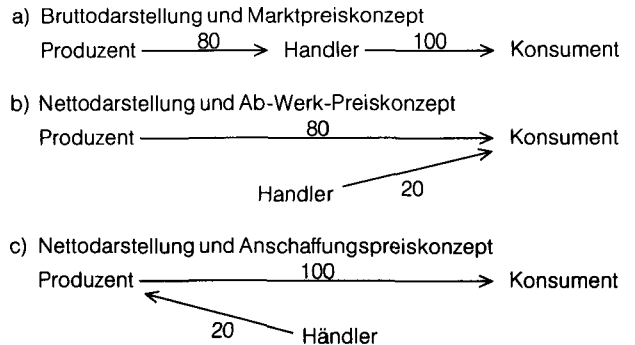 a) Bruttodarstellung und Marktpreiskonzept
80 100
Produzent Handler Konsument
b) Nettodarstellung und Ab-Werk-Preiskonzept
80
Produzent Konsument
Handler 20
c) Nettodarstellung und Anschaffungspreiskonzept
100
Produzent Konsument
20 Händler